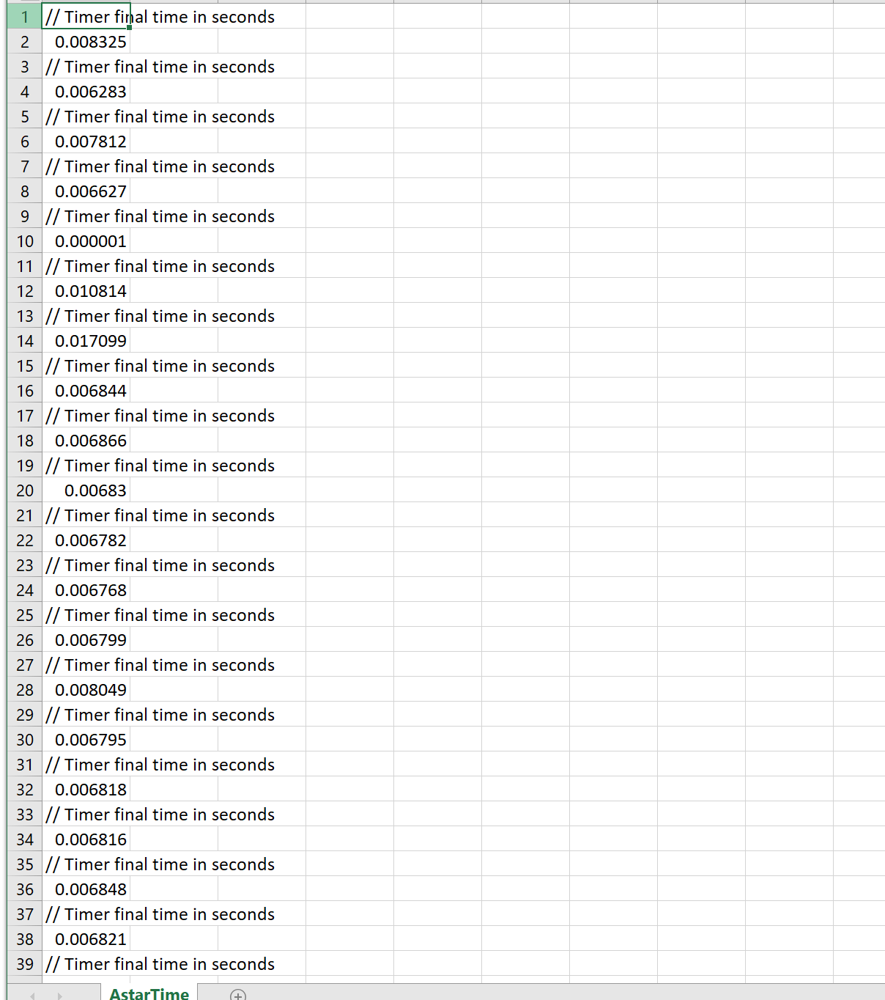 1 // Timer final time in seconds
2 0.008325
3 // Timer final time in seconds
4 0.006283
5 // Timer final time in seconds
6 0.007812
7 // Timer final time in seconds
8 0.006627
9 // Timer final time in seconds
10 0.000001
11 // Timer final time in seconds
12 0.010814
13 // Timer final time in seconds
14 0.017099
15 // Timer final time in seconds
16 0.006844
17 // Timer final time in seconds
18 0.006866
19 // Timer final time in seconds
20 0.00683
21 // Timer final time in seconds
22 0.006782
23 // Timer final time in seconds
24 0.006768
25 // Timer final time in seconds
26 0.006799
27 // Timer final time in seconds
28 0.008049
29 // Timer final time in seconds
30 0.006795
31 // Timer final time in seconds
32 0.006818
33 // Timer final time in seconds
34 0.006816
35 // Timer final time in seconds
36 0.006848
37 // Timer final time in seconds
38 0.006821
39 // Timer final time in seconds
AstarTime